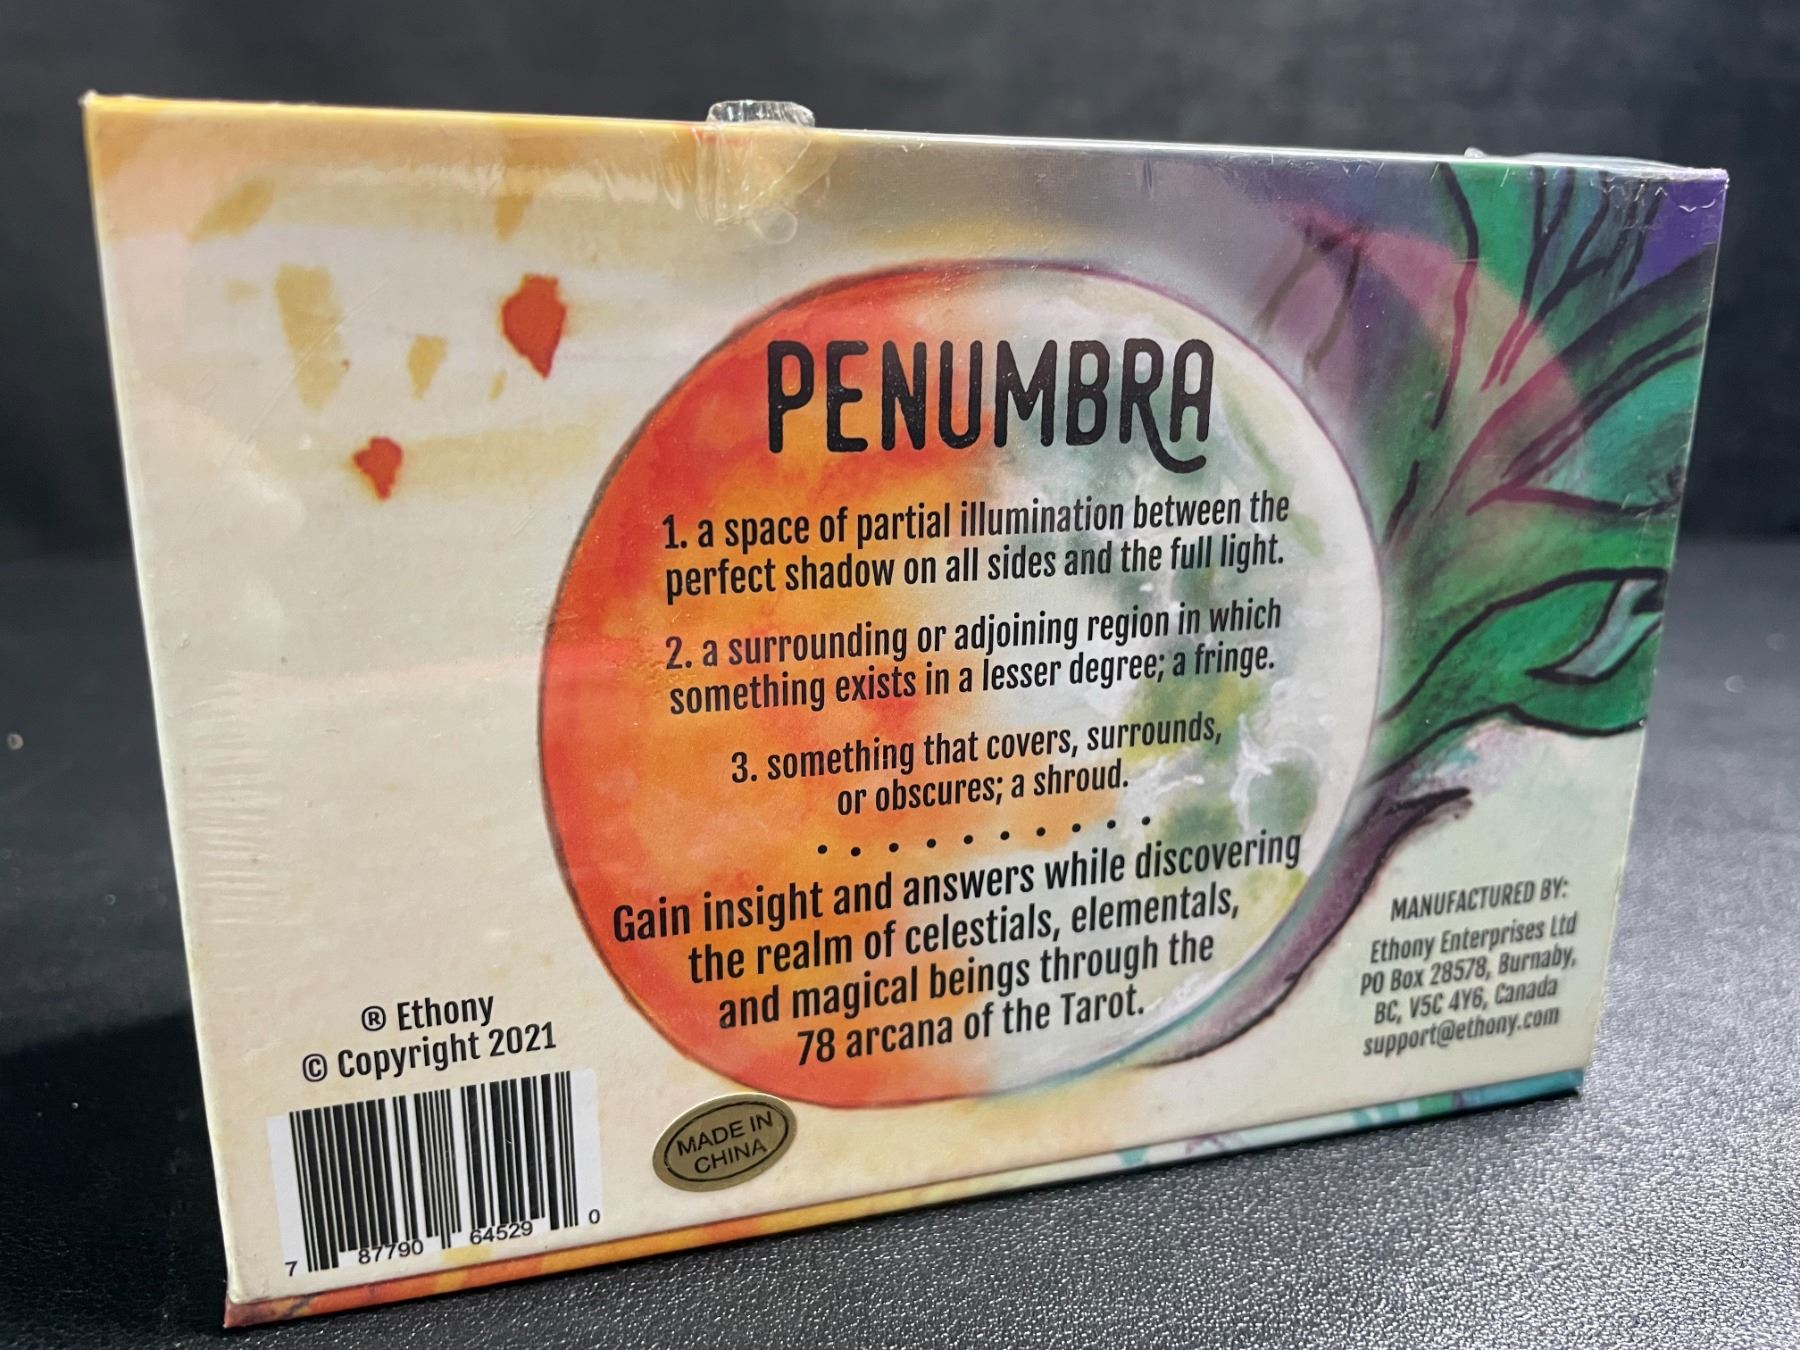 PENUMBRA
1. a space of partial illumination between the
perfect shadow on all sides and the full light.
2. a surrounding or adjoining region in which
something exists in a lesser degree; a fringe.
3. something that covers, surrounds,
or obscures; a shroud.
Gain insight and answers while discovering
the realm of celestials, elementals,
and magical beings through the
78 arcana of the Tarot.
® Ethony
© Copyright 2021
7 87790 64529 0
MADE IN
CHINA
MANUFACTURED BY:
Ethony Enterprises Ltd
PO Box 28578, Burnaby,
BC, V5C 4Y6, Canada
support@ethony.com